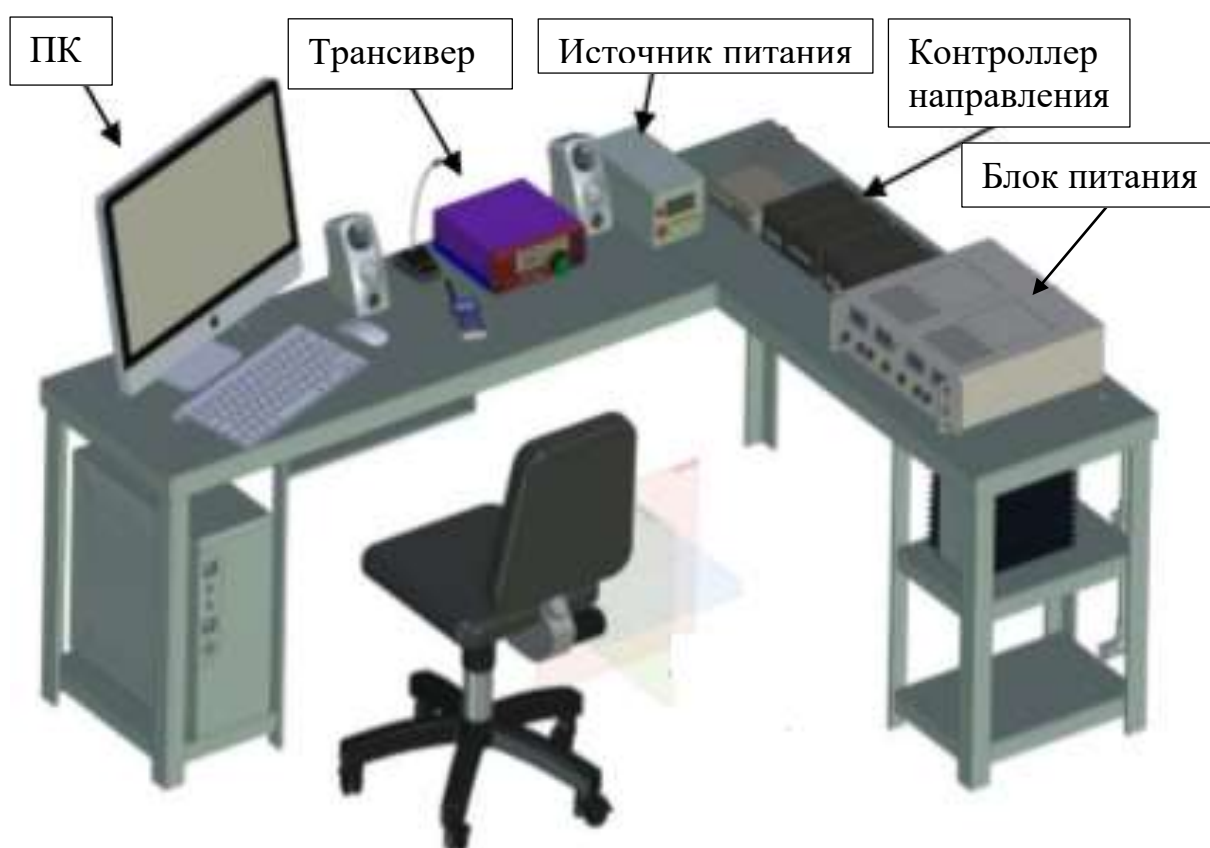 ПК
Трансивер
Источник питания
Контроллер
направления
Блок питания